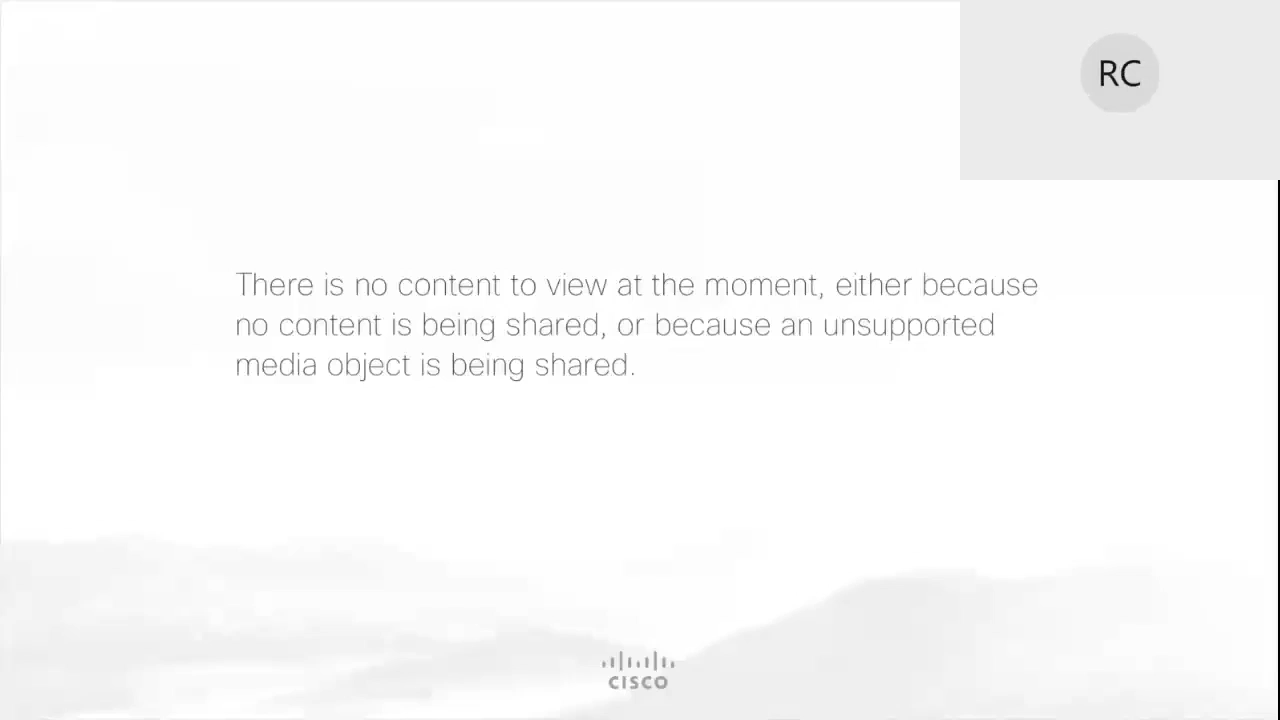 RC
There is no content to view at the moment, either because
no content is being shared, or because an unsupported
media object is being shared.
CISCO